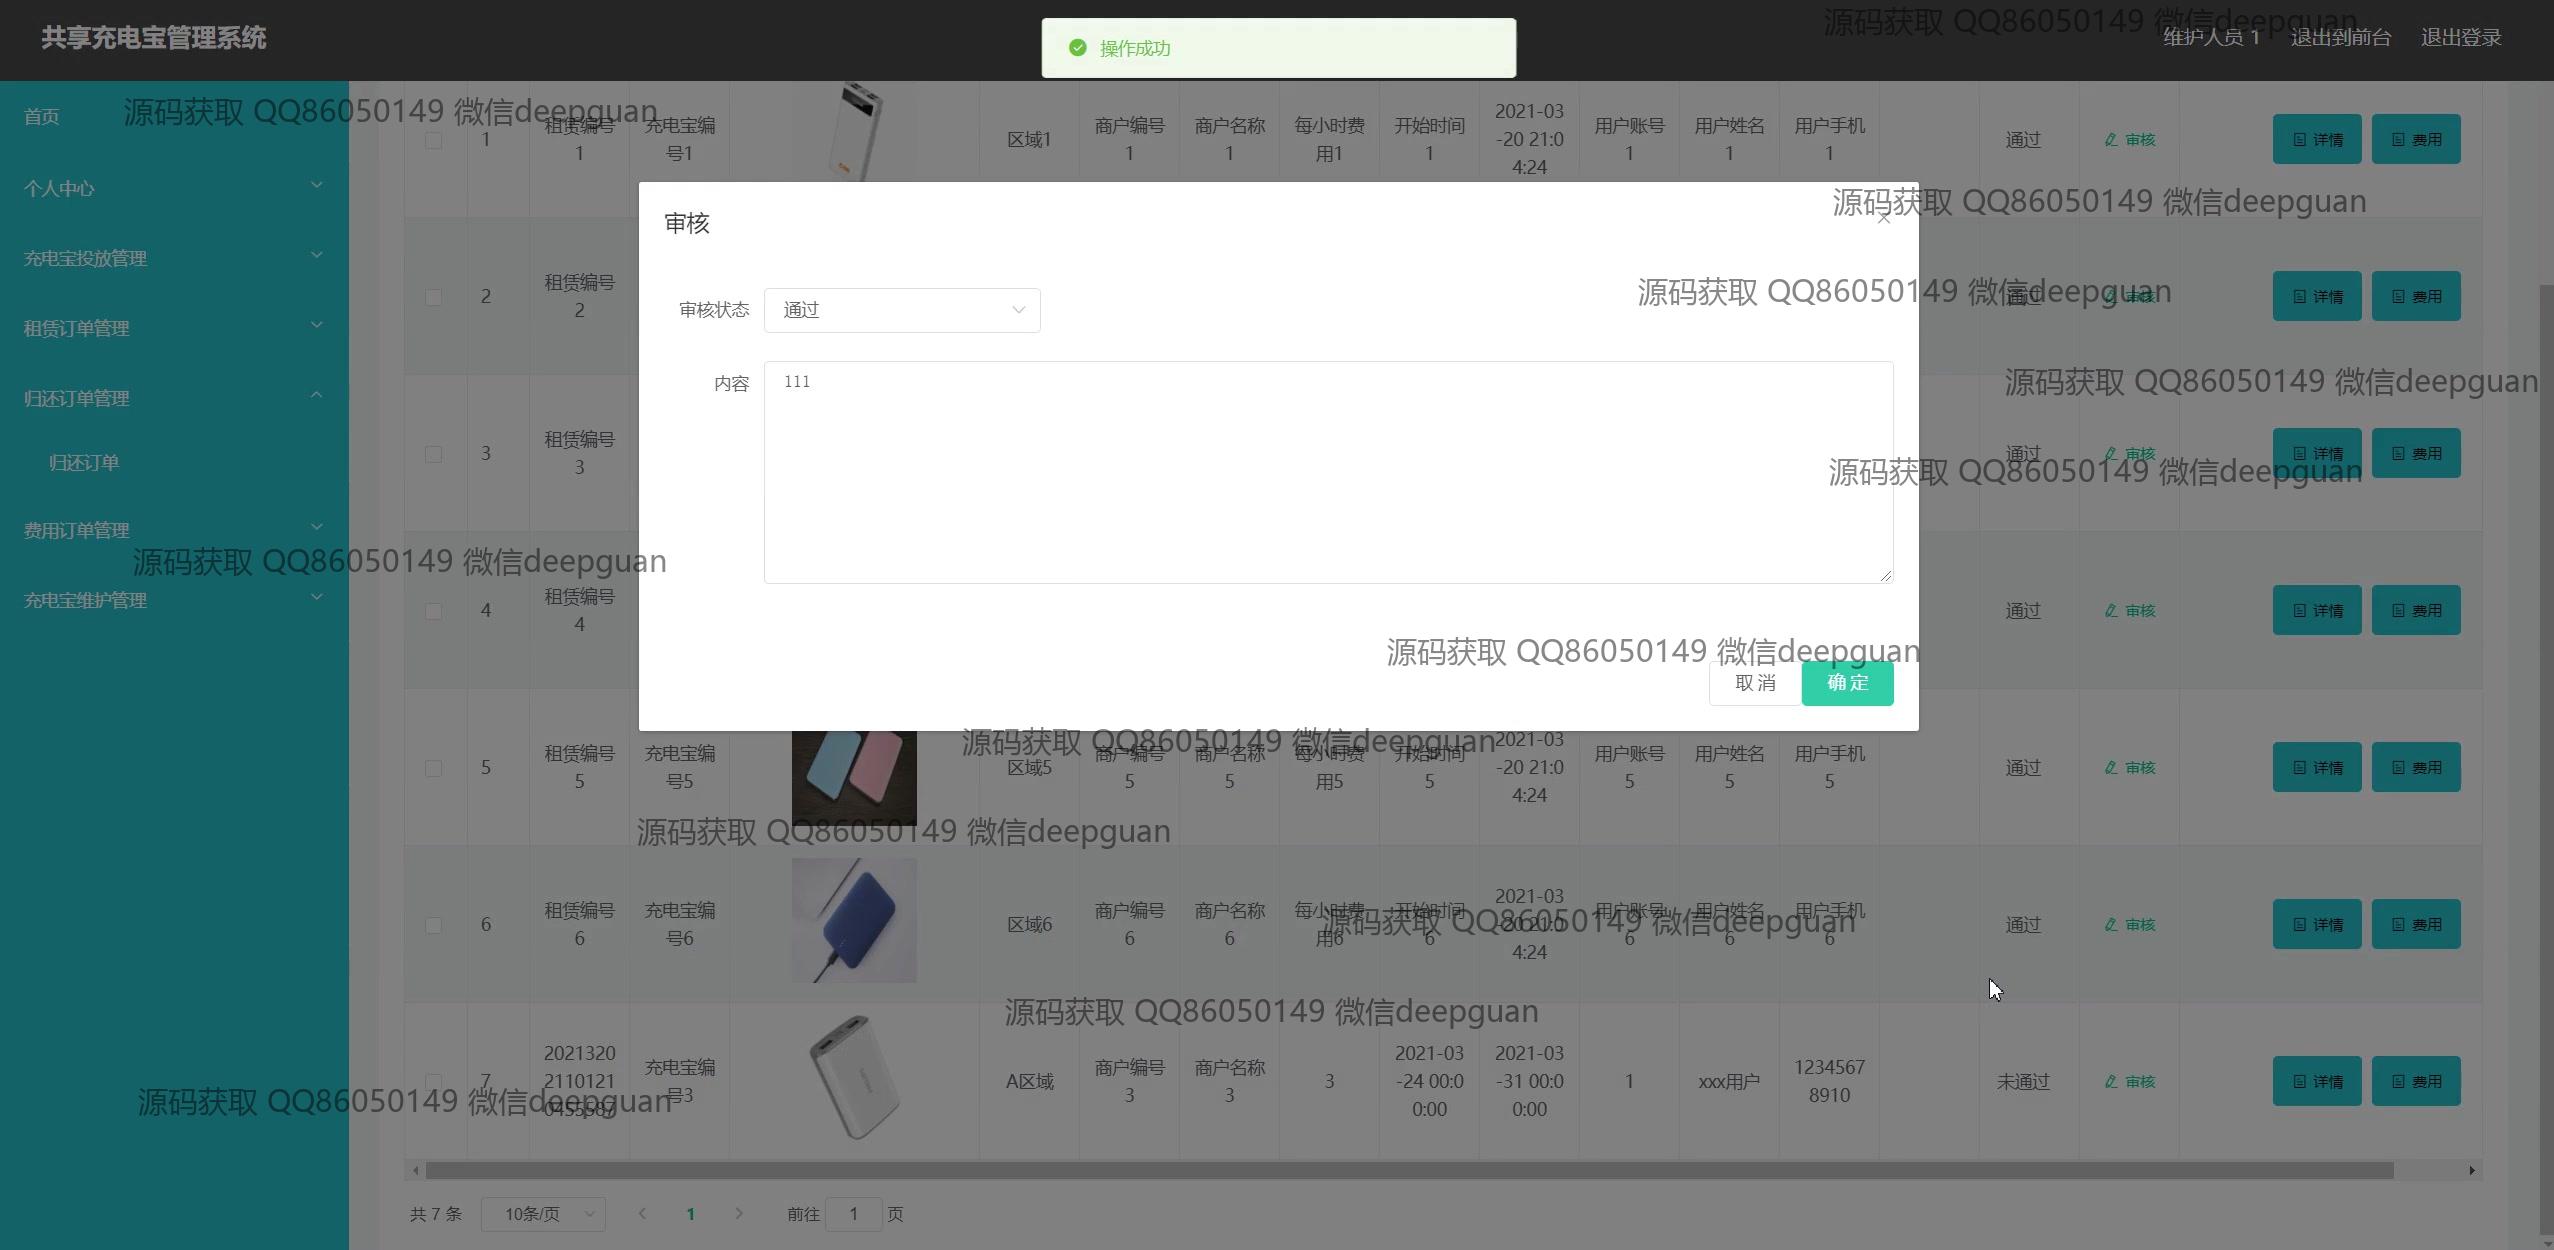 共享充电宝管理系统
操作成功
源码获取 QQ86050149 微信deepguan
维护人员 1 退出到前台 退出登录
首页
源码获取 QQ86050149 微信deepguan
个人中心
充电宝投放管理
租赁订单管理
归还订单管理
归还订单
费用订单管理
源码获取 QQ86050149 微信deepguan
充电宝维护管理
1 租赁编号1 充电宝编号1 区域1 商户编号1 商户名称1 每小时费用1 开始时间1 2021-03-20 21:04:24 用户账号1 用户姓名1 用户手机1 通过 审核 详情 费用
源码获取 QQ86050149 微信deepguan
审核
审核状态 通过
源码获取 QQ86050149 微信deepguan
内容 111
源码获取 QQ86050149 微信deepguan
源码获取 QQ86050149 微信deepguan
源码获取 QQ86050149 微信deepguan
取消 确定
2 租赁编号2 通过 审核 详情 费用
3 租赁编号3 通过 审核 详情 费用
4 租赁编号4 通过 审核 详情 费用
源码获取 QQ86050149 微信deepguan
5 租赁编号5 充电宝编号5 区域5 商户编号5 商户名称5 每小时费用5 开始时间5 2021-03-20 21:04:24 用户账号5 用户姓名5 用户手机5 通过 审核 详情 费用
源码获取 QQ86050149 微信deepguan
6 租赁编号6 充电宝编号6 区域6 商户编号6 商户名称6 每小时费用6 开始时间6 2021-03-20 21:04:24 用户账号6 用户姓名6 用户手机6 通过 审核 详情 费用
源码获取 QQ86050149 微信deepguan
源码获取 QQ86050149 微信deepguan
7 20213202110121 充电宝编号3 A区域 商户编号3 商户名称3 3 2021-03-24 00:00:00 2021-03-31 00:00:00 1 xxx用户 12345678910 未通过 审核 详情 费用
源码获取 QQ86050149 微信deepguan
共 7 条 10条/页 1 前往 1 页